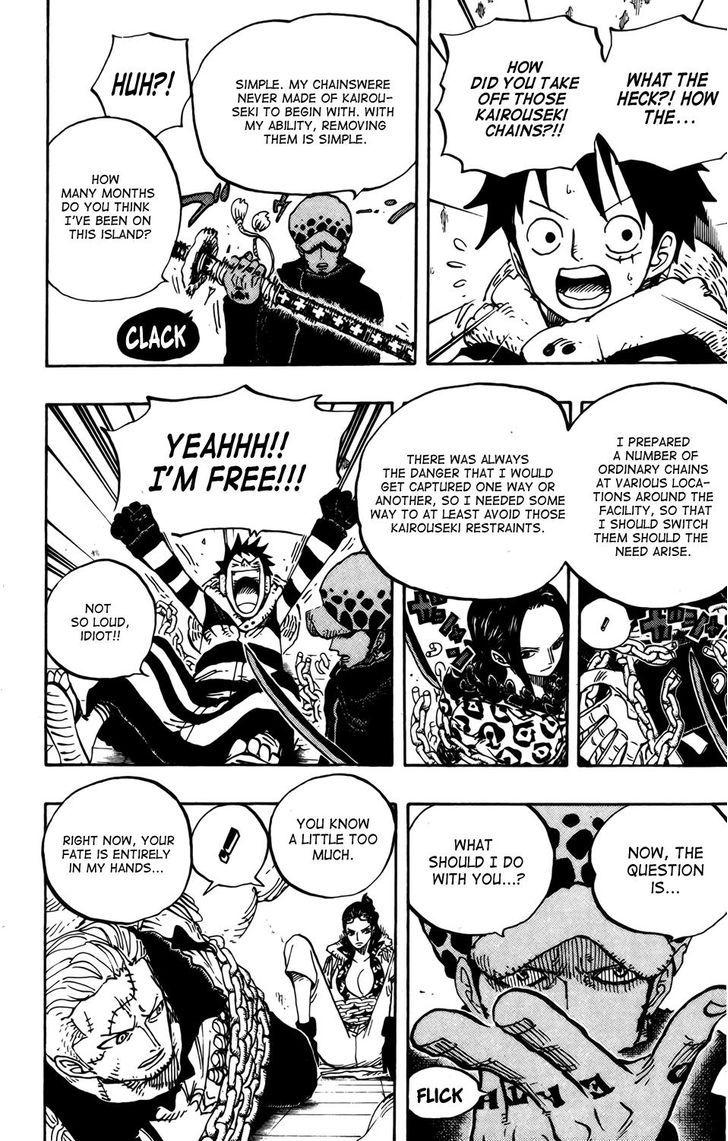 WHAT THE
HECK?! HOW
THE...
HOW
DID YOU TAKE
OFF THOSE
KAIROUSEKI
CHAINS?!!
SIMPLE. MY CHAINSWERE
NEVER MADE OF KAIROU-
SEKI TO BEGIN WITH. WITH
MY ABILITY, REMOVING
THEM IS SIMPLE.
HUH?!
HOW
MANY MONTHS
DO YOU THINK
I'VE BEEN ON
THIS ISLAND?
CLACK
I PREPARED
A NUMBER OF
ORDINARY CHAINS
AT VARIOUS LOCA-
TIONS AROUND THE
FACILITY, SO THAT
I SHOULD SWITCH
THEM SHOULD THE
NEED ARISE.
!
THERE WAS ALWAYS
THE DANGER THAT I WOULD
GET CAPTURED ONE WAY OR
ANOTHER, SO I NEEDED SOME
WAY TO AT LEAST AVOID THOSE
KAIROUSEKI RESTRAINTS.
YEAHHH!!
I'M FREE!!!
NOT
SO LOUD,
IDIOT!!
NOW, THE
QUESTION
IS...
WHAT
SHOULD I DO
WITH YOU...?
FLICK
YOU KNOW
A LITTLE TOO
MUCH.
!
RIGHT NOW, YOUR
FATE IS ENTIRELY
IN MY HANDS...